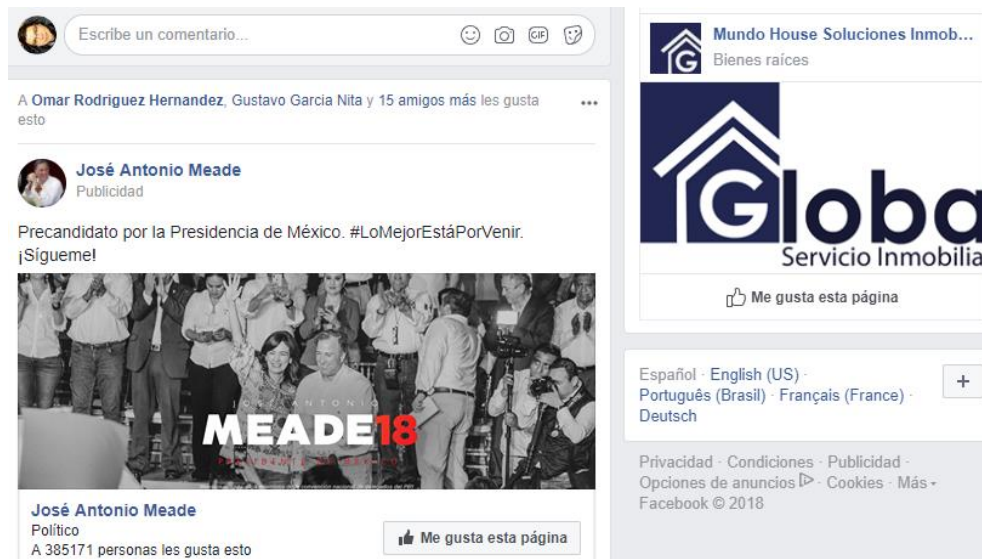 Escribe un comentario...
GIF
A Omar Rodriguez Hernandez, Gustavo Garcia Nita y 15 amigos más les gusta
esto
José Antonio Meade
Publicidad
Precandidato por la Presidencia de México. #LoMejorEstáPorVenir.
¡Sígueme!
JOSÉ ANTONIO
MEADE18
José Antonio Meade
Político
A 385171 personas les gusta esto
Me gusta esta página
Mundo House Soluciones Inmob...
Bienes raíces
Globa
Servicio Inmobilia
Me gusta esta página
Español · English (US) ·
Português (Brasil) · Français (France) ·
Deutsch
Privacidad · Condiciones · Publicidad ·
Opciones de anuncios · Cookies · Más
Facebook © 2018